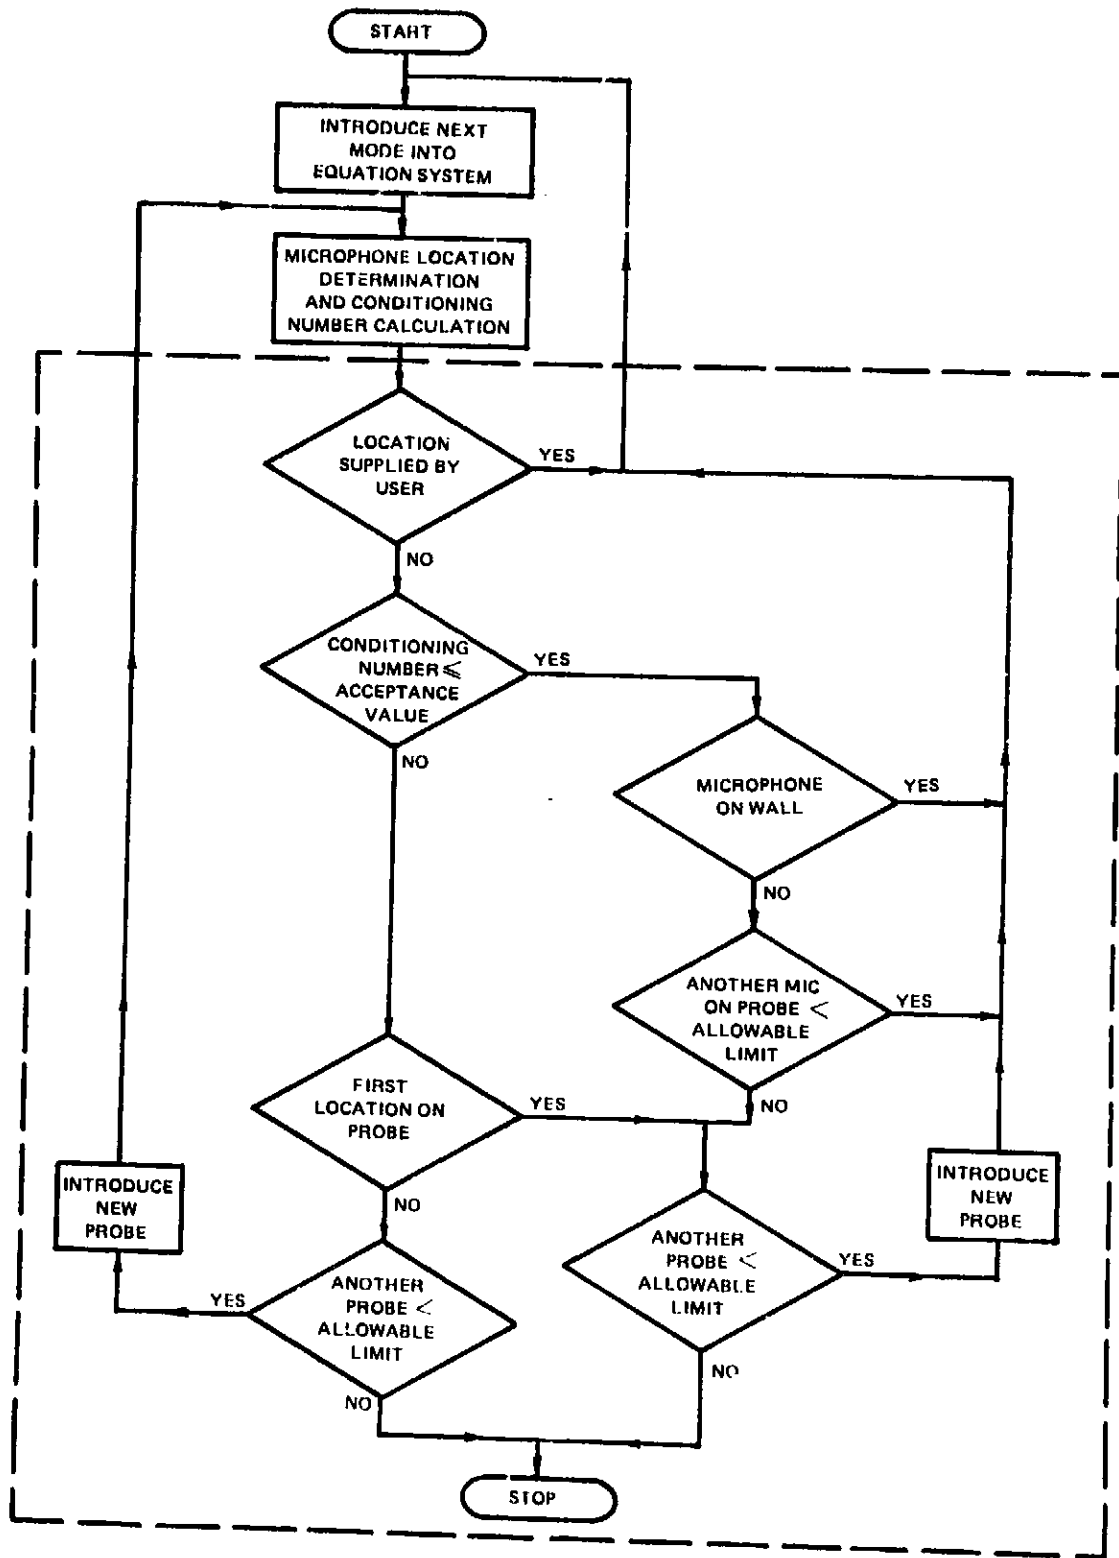 START
INTRODUCE NEXT
MODE INTO
EQUATION SYSTEM
MICROPHONE LOCATION
DETERMINATION
AND CONDITIONING
NUMBER CALCULATION
LOCATION
SUPPLIED BY
USER
YES
NO
CONDITIONING
NUMBER ⩽
ACCEPTANCE
VALUE
YES
NO
MICROPHONE
ON WALL
YES
NO
ANOTHER MIC
ON PROBE <
ALLOWABLE
LIMIT
YES
NO
FIRST
LOCATION ON
PROBE
YES
NO
INTRODUCE
NEW
PROBE
INTRODUCE
NEW
PROBE
ANOTHER
PROBE <
ALLOWABLE
LIMIT
YES
NO
ANOTHER
PROBE <
ALLOWABLE
LIMIT
YES
NO
STOP